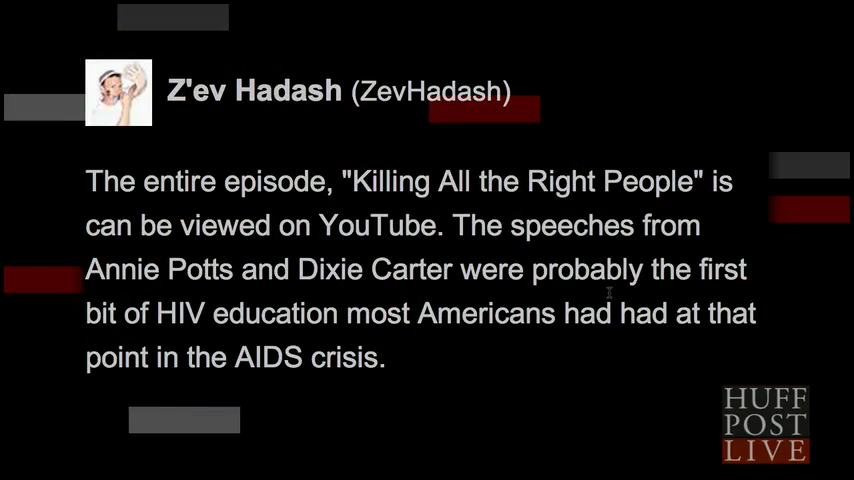 Z'ev Hadash (ZevHadash)
The entire episode, "Killing All the Right People" is
can be viewed on YouTube. The speeches from
Annie Potts and Dixie Carter were probably the first
bit of HIV education most Americans had had at that
point in the AIDS crisis.
HUFF
POST
LIVE